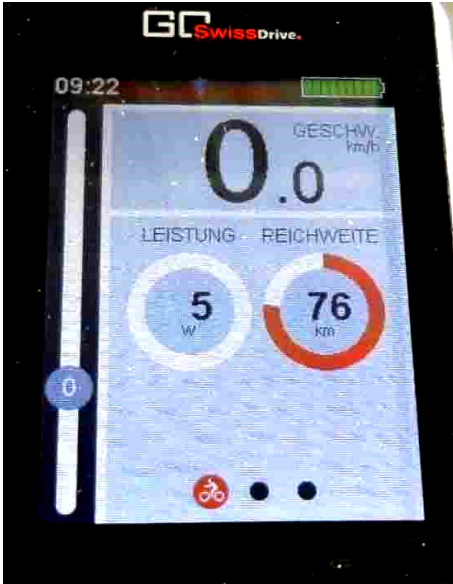 GO SwissDrive.
09:22
GESCHW.
km/h
0.0
LEISTUNG REICHWEITE
5 76
W km
0